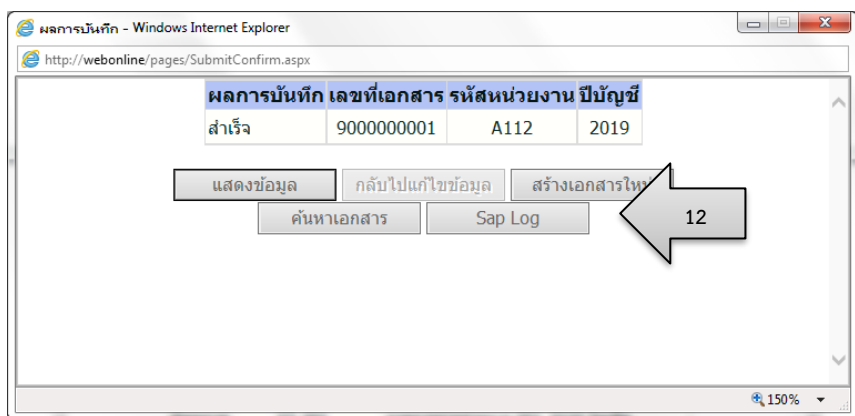 ผลการบันทึก - Windows Internet Explorer
http://webonline/pages/SubmitConfirm.aspx
ผลการบันทึก เลขที่เอกสาร รหัสหน่วยงาน ปีบัญชี
สำเร็จ 9000000001 A112 2019
แสดงข้อมูล กลับไปแก้ไขข้อมูล สร้างเอกสารใหม่
ค้นหาเอกสาร Sap Log 12
150%